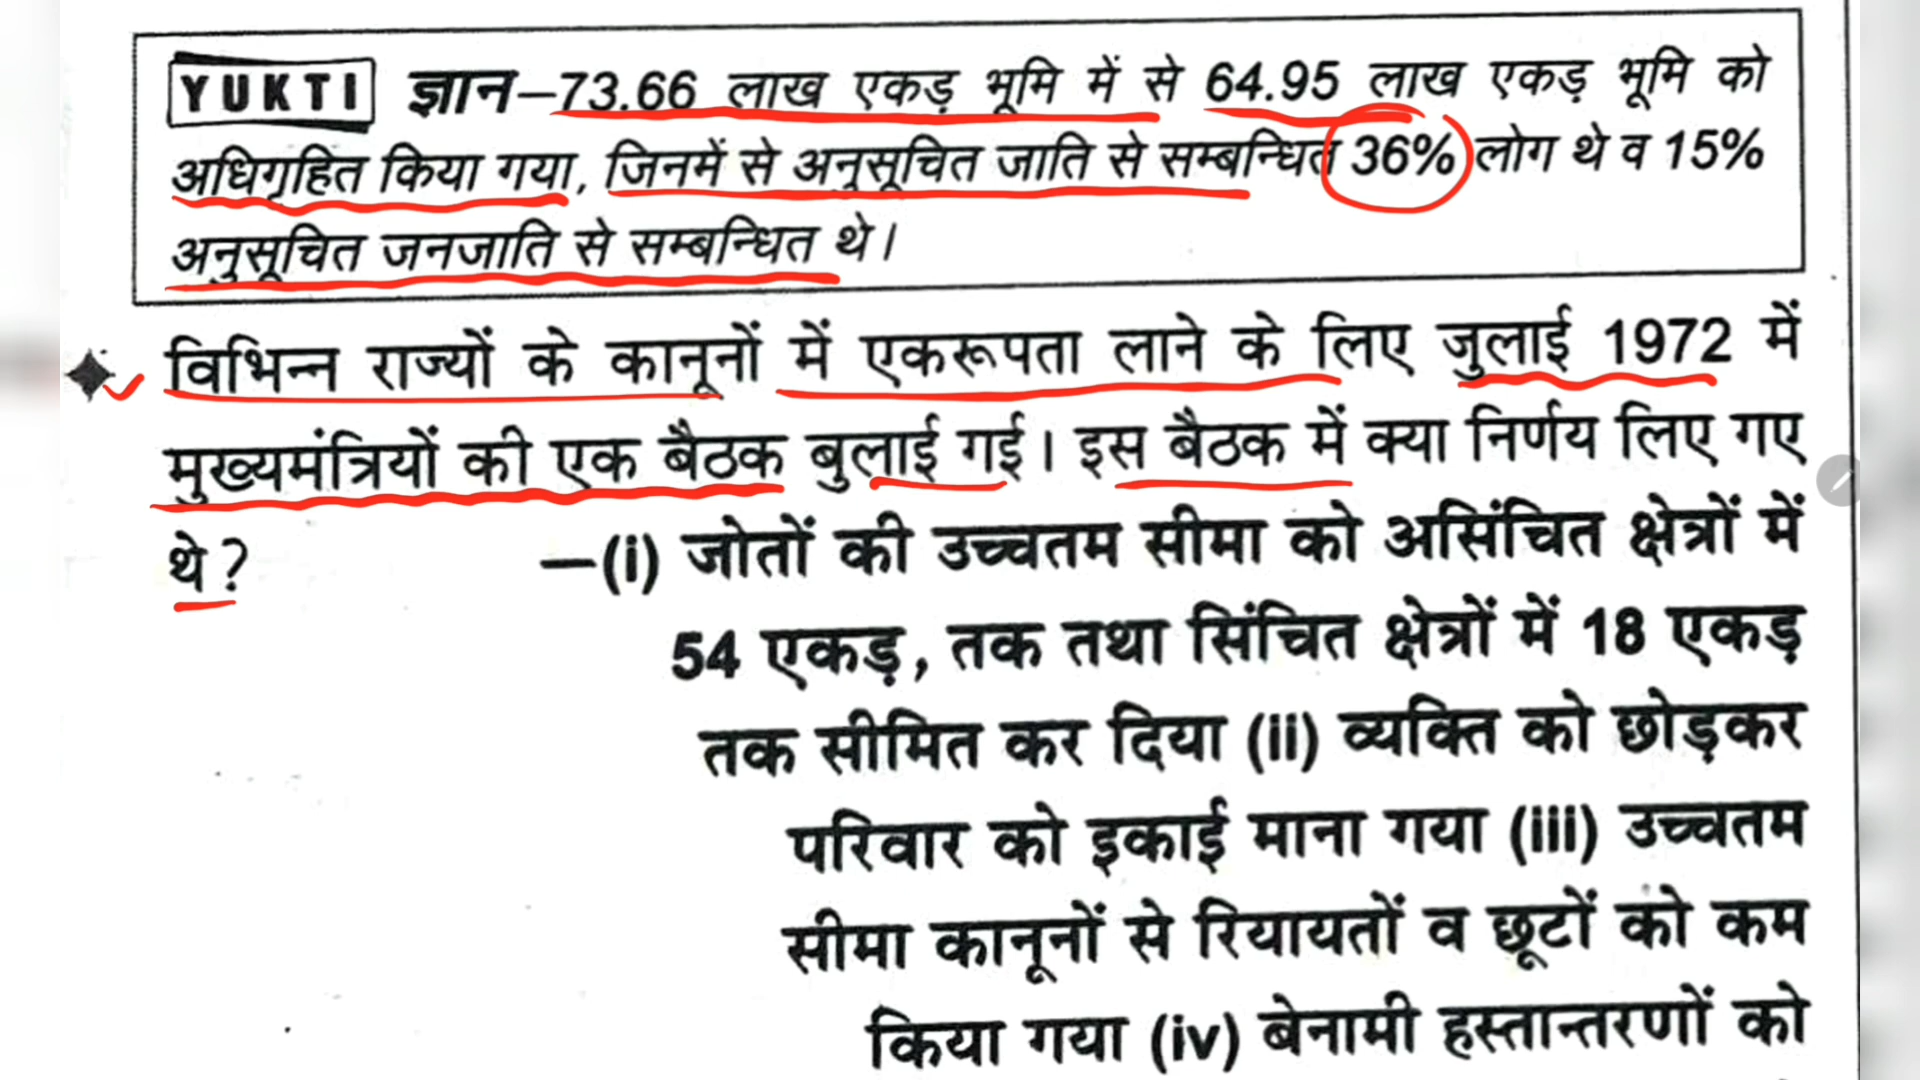 YUKTI ज्ञान–73.66 लाख एकड़ भूमि में से 64.95 लाख एकड़ भूमि को
अधिगृहित किया गया, जिनमें से अनुसूचित जाति से सम्बन्धित 36% लोग थे व 15%
अनुसूचित जनजाति से सम्बन्धित थे।
विभिन्न राज्यों के कानूनों में एकरूपता लाने के लिए जुलाई 1972 में
मुख्यमंत्रियों की एक बैठक बुलाई गई। इस बैठक में क्या निर्णय लिए गए
थे? –(i) जोतों की उच्चतम सीमा को असिंचित क्षेत्रों में
54 एकड़, तक तथा सिंचित क्षेत्रों में 18 एकड़
तक सीमित कर दिया (ii) व्यक्ति को छोड़कर
परिवार को इकाई माना गया (iii) उच्चतम
सीमा कानूनों से रियायतों व छूटों को कम
किया गया (iv) बेनामी हस्तान्तरणों को